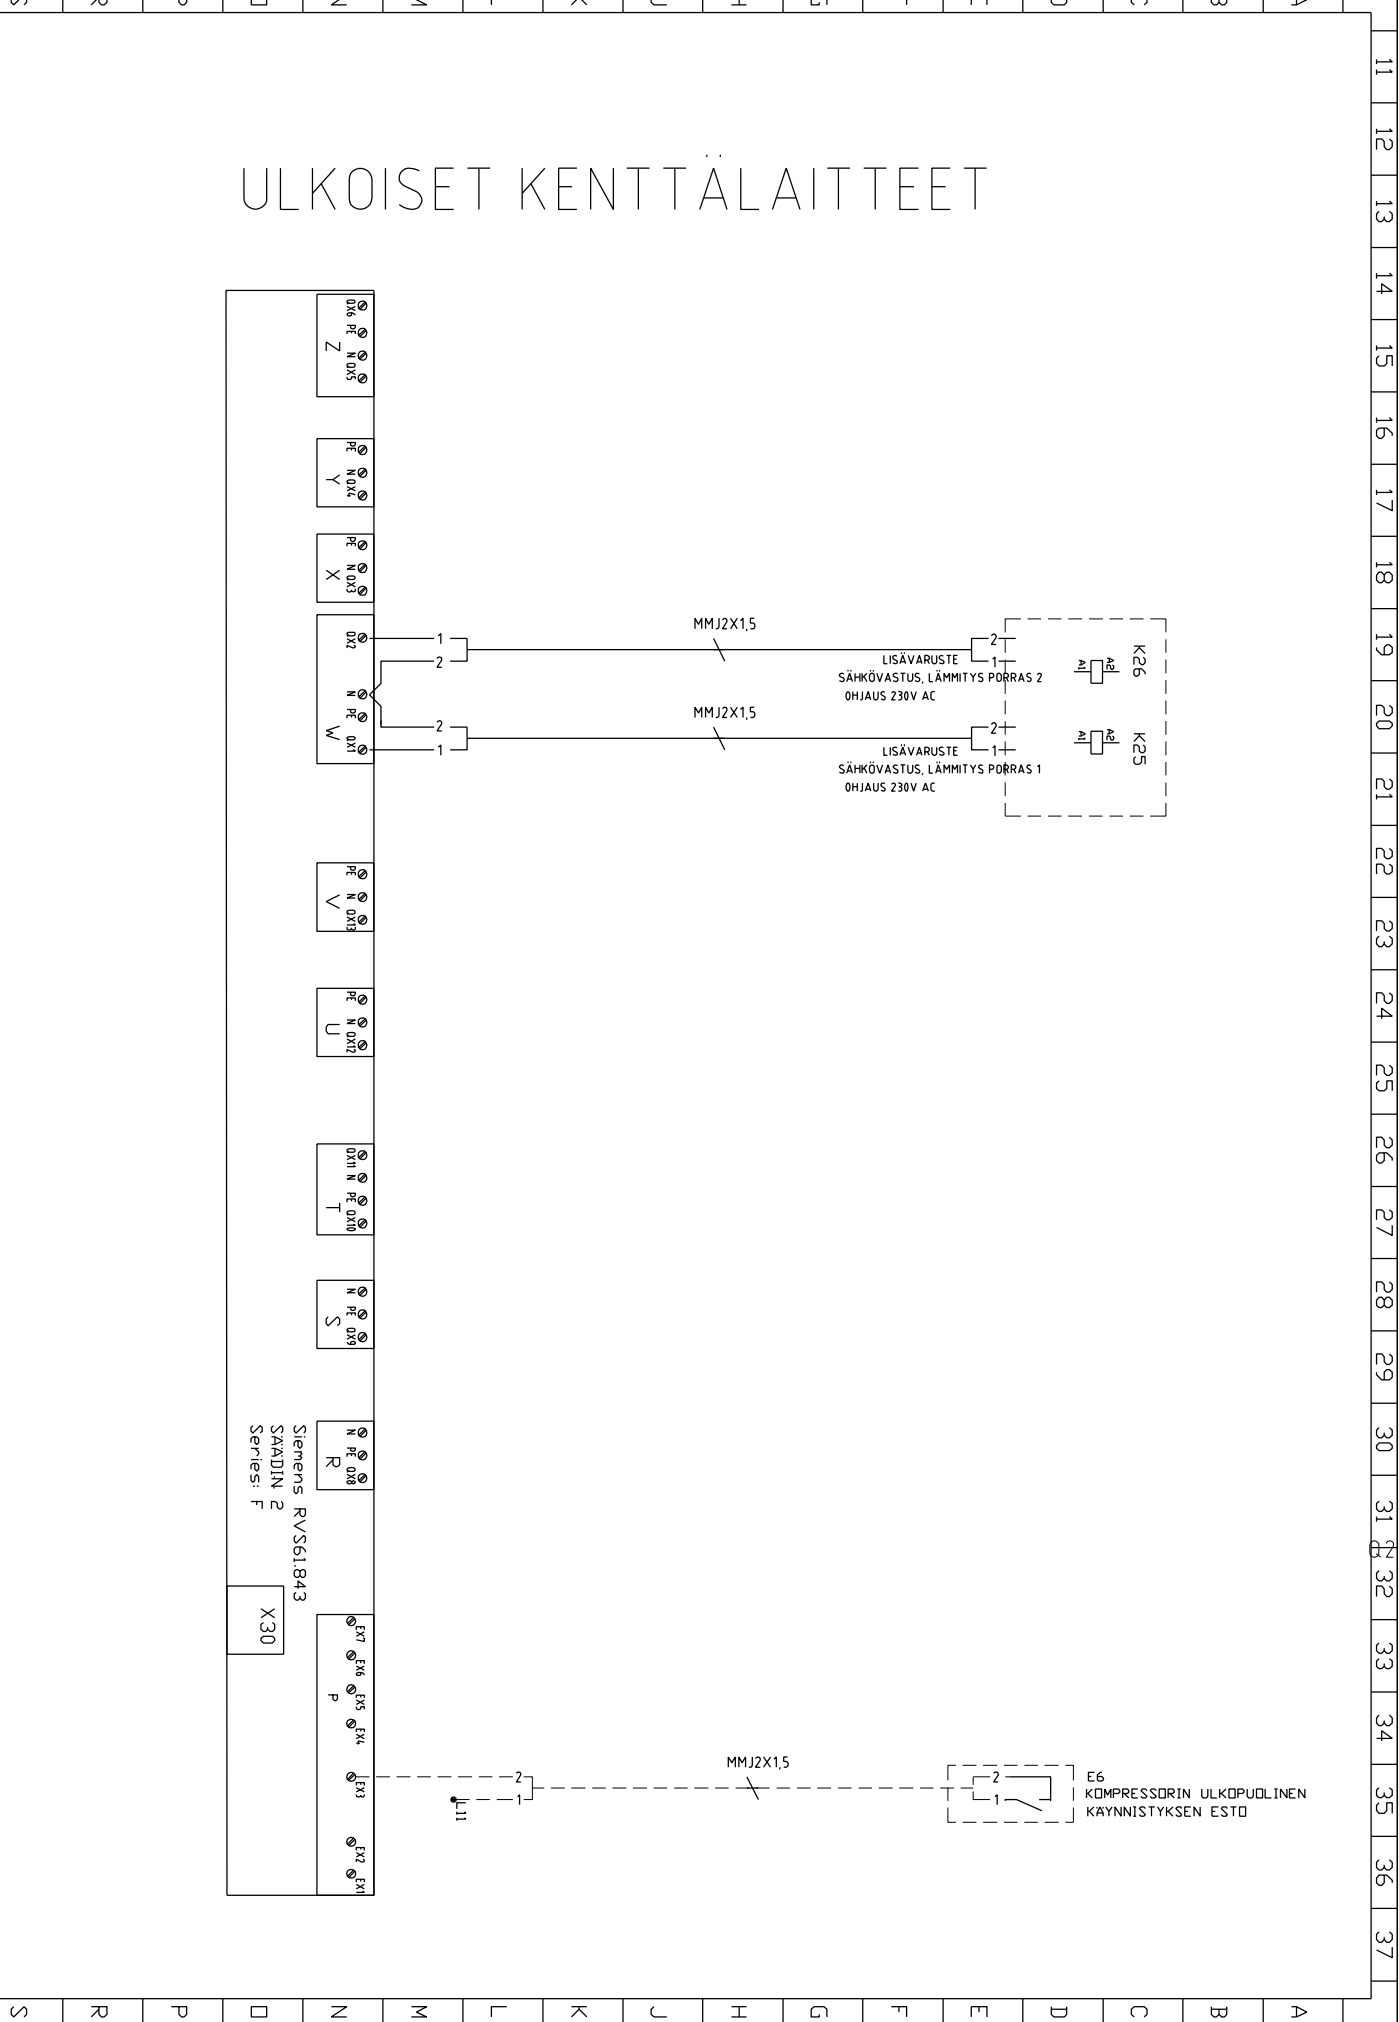 S R P O N M L K J H G F E D C B A
11
12
13
14
15
16
17
18
19
20
21
22
23
24
25
26
27
28
29
30
31
32
33
34
35
36
37
ULKOISET KENTTÄLAITTEET
QX6 PE N QX5
Z
PE N QX4
Y
PE N QX3
X
QX2 N PE QX1
W
PE N QX13
V
PE N QX12
U
QX11 N PE QX10
T
N PE QX9
S
N PE QX8
R
EX7 EX6 EX5 EX4 EX3 EX2 EX1
P
1
2
MMJ2X1,5
2
1
LISÄVARUSTE
SÄHKÖVASTUS, LÄMMITYS PORRAS 2
OHJAUS 230V AC
K26
A1 A2
2
1
MMJ2X1,5
2
1
LISÄVARUSTE
SÄHKÖVASTUS, LÄMMITYS PORRAS 1
OHJAUS 230V AC
K25
A1 A2
Siemens RVS61.843
SÄÄDIN 2
Series: F
X30
2
1
L11
MMJ2X1,5
2
1
E6
KOMPRESSORIN ULKOPUOLINEN
KÄYNNISTYKSEN ESTO
S R P O N M L K J H G F E D C B A